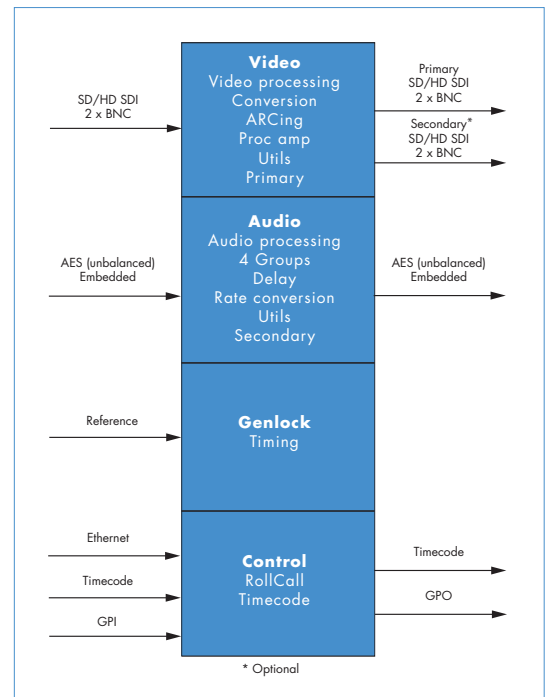 Video
Video processing
Conversion
ARCing
Proc amp
Utils
Primary
SD/HD SDI
2 x BNC
Primary
SD/HD SDI
2 x BNC
Secondary*
SD/HD SDI
2 x BNC
Audio
Audio processing
4 Groups
Delay
Rate conversion
Utils
Secondary
AES (unbalanced)
Embedded
AES (unbalanced)
Embedded
Reference
Genlock
Timing
Ethernet
Timecode
GPI
Control
RollCall
Timecode
Timecode
GPO
* Optional